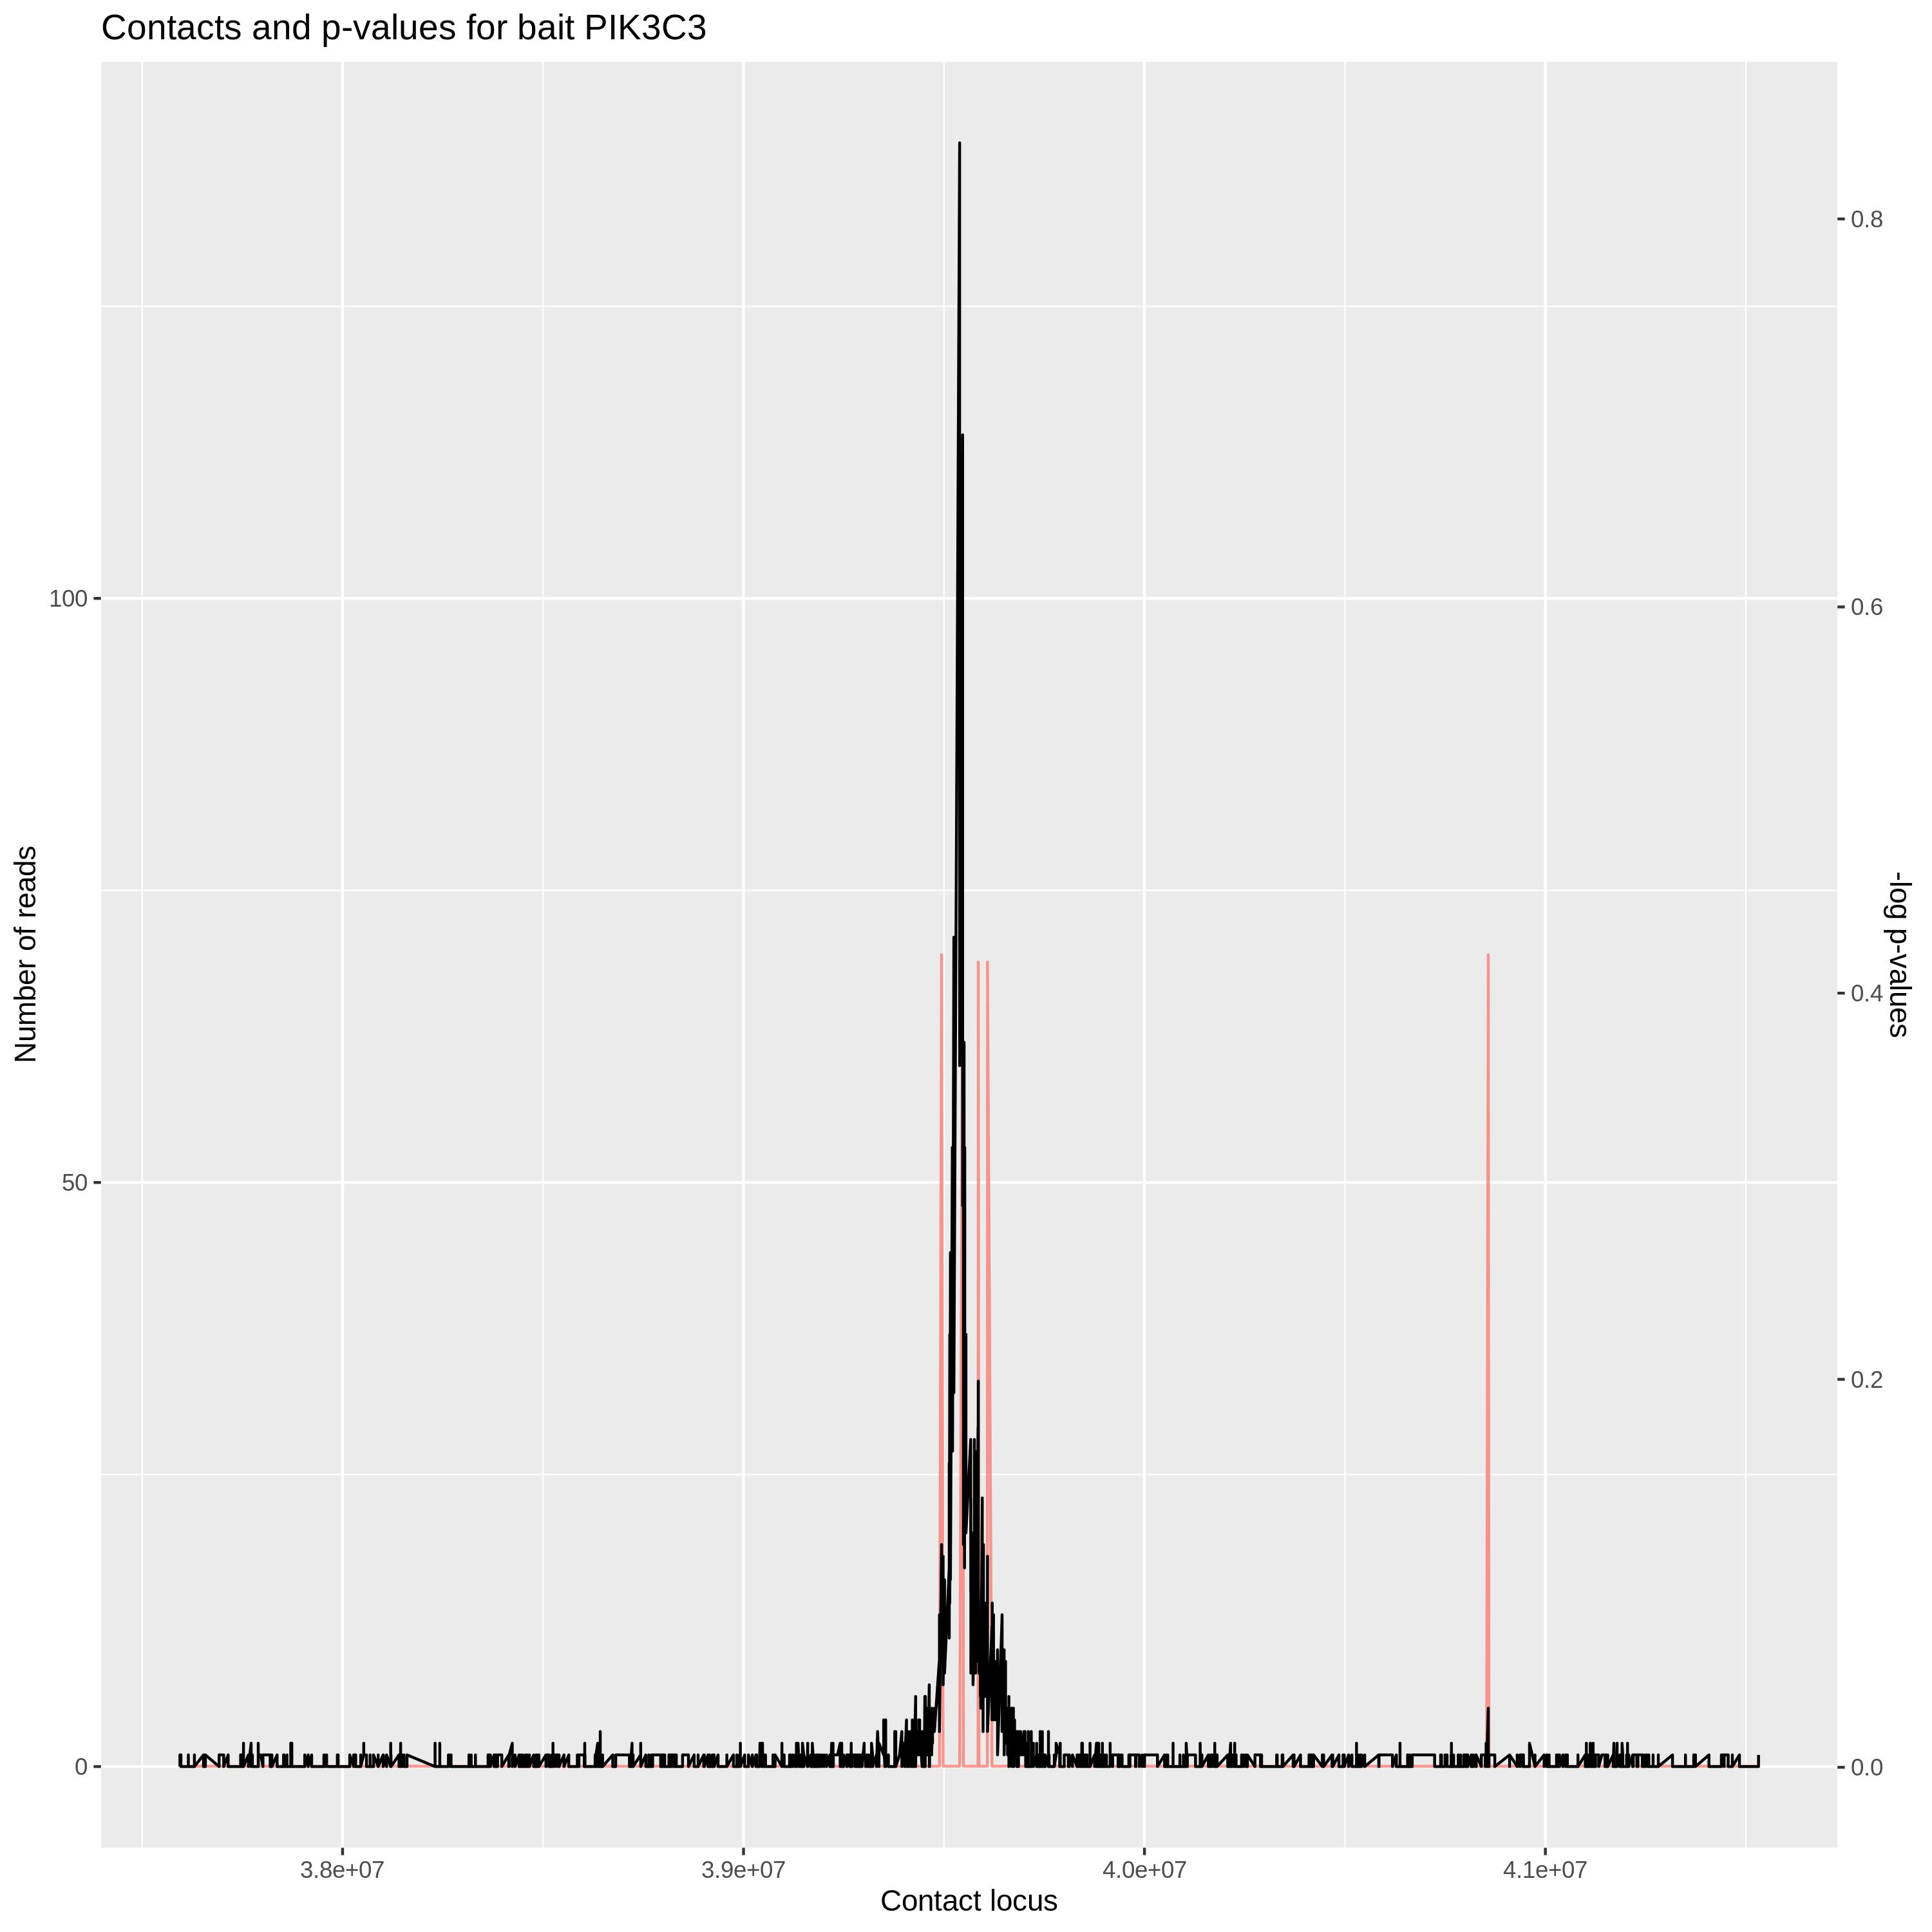 Contacts and p-values for bait PIK3C3
Number of reads
100
50
0
0.8
0.6
0.4
0.2
0.0
-log p-values
3.8e+07
3.9e+07
4.0e+07
4.1e+07
Contact locus